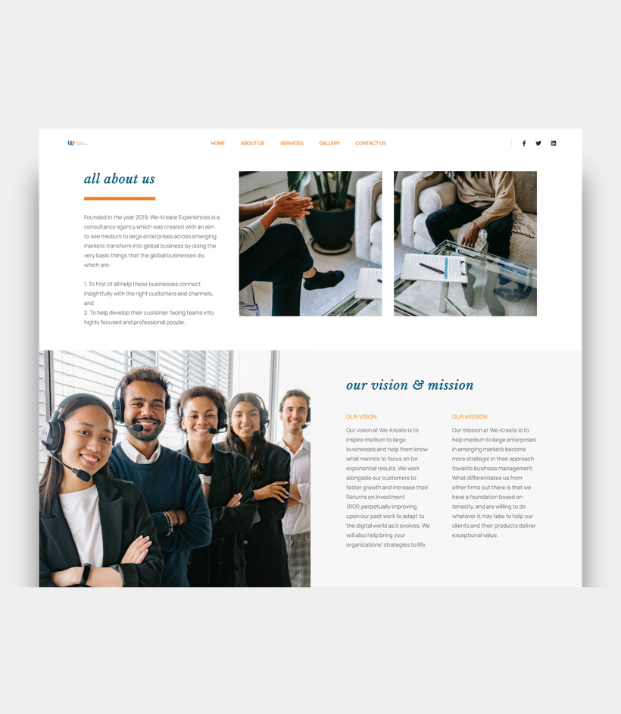 HOME ABOUT US SERVICES GALLERY CONTACT US
all about us
Founded in the year 2019, We-Kreate Experiences is a
consultancy agency which was created with an aim
to see medium to large enterprises across emerging
markets transform into global business by doing the
very basic things that the global businesses do,
which are:
1. To first of all help these businesses connect
insightfully with the right customers and channels,
and
2. To help develop their customer facing teams into
highly focused and professional people.
our vision & mission
OUR VISION
Our vision at We-Kreate is to
inspire medium to large
businesses and help them know
what metrics to focus on for
exponential results. We work
alongside our customers to
foster growth and increase their
Returns on Investment
(ROI) perpetually improving
upon our past work to adapt to
the digital world as it evolves. We
will also help bring your
organizations' strategies to life.
OUR MISSION
Our mission at We-Kreate is to
help medium to large enterprises
in emerging markets become
more strategic in their approach
towards business management.
What differentiates us from
other firms out there is that we
have a foundation based on
tenacity, and are willing to do
whatever it may take to help our
clients and their products deliver
exceptional value.